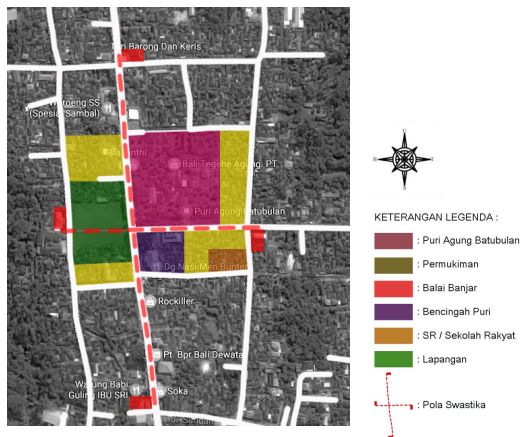 Tari Barong Dan Keris
Waroeng SS
(Spesial Sambal)
Bali Tegehe Agung. PT
Puri Agung Batubulan
Dg Nasi-Men Bunter
Rockiller
Pt. Bpr Bali Dewata
Warung Babi
Guling IBU SRI
Soka
KETERANGAN LEGENDA :
: Puri Agung Batubulan
: Permukiman
: Balai Banjar
: Bencingah Puri
: SR / Sekolah Rakyat
: Lapangan
: Pola Swastika